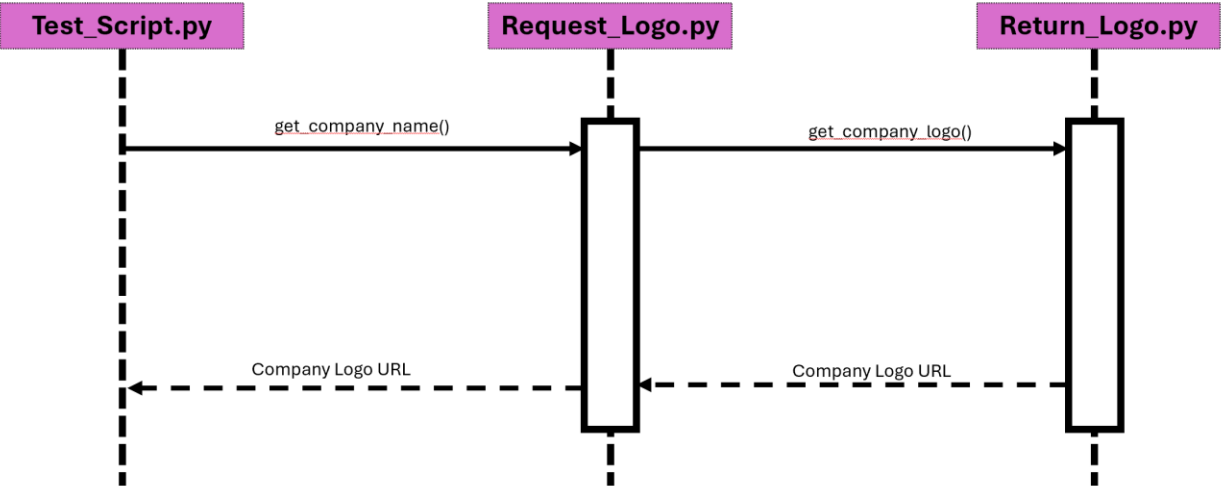 Test_Script.py
Request_Logo.py
Return_Logo.py
get_company_name()
get_company_logo()
Company Logo URL
Company Logo URL